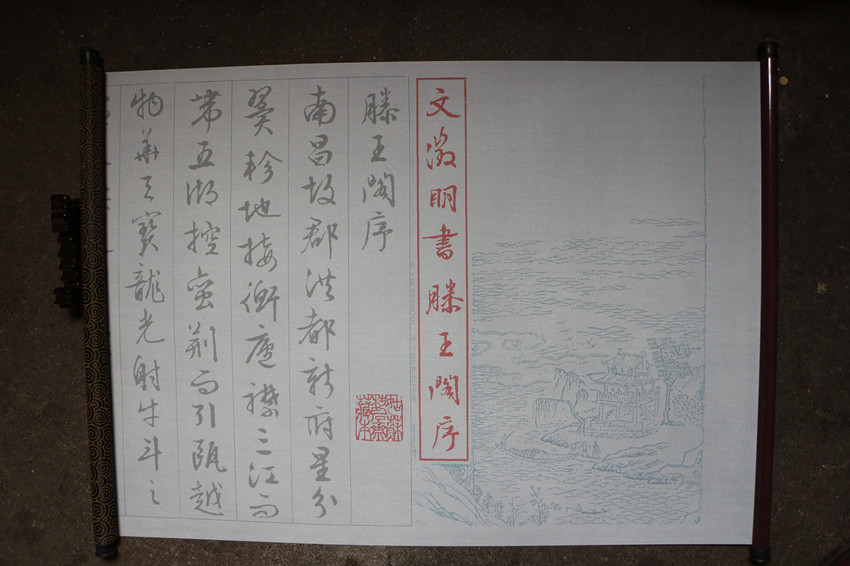 文徵明書滕王閣序
滕王閣序
南昌故郡洪都新府星分
翼軫地接衡廬襟三江而
帶五湖控蠻荆而引甌越
物華天寶龍光射牛斗之